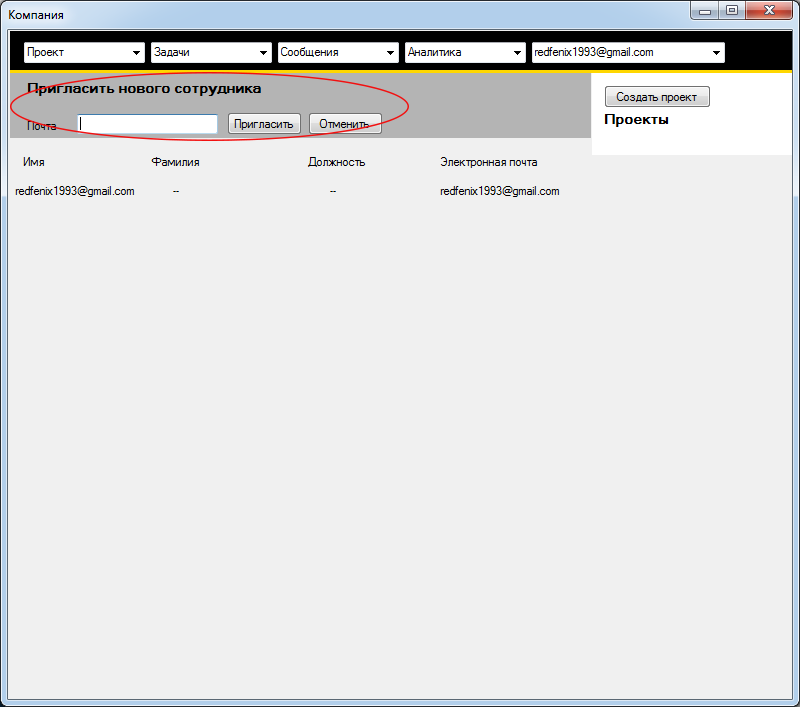 Компания
Проект Задачи Сообщения Аналитика redfenix1993@gmail.com
Пригласить нового сотрудника
Почта Пригласить Отменить
Создать проект
Проекты
Имя Фамилия Должность Электронная почта
redfenix1993@gmail.com -- -- redfenix1993@gmail.com